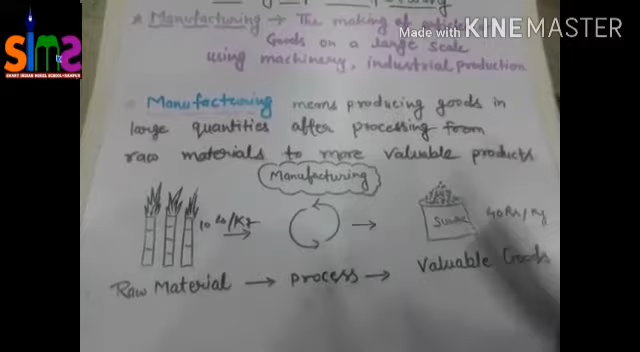 ★ Manufacturing → The making of
Made with KINEMASTER
Goods on a large scale
using machinery, industrial production
SIMS
Manufacteuring means producing goods in
large quantities after processing from
raw materials to more valuable products
Manufacturing
10 Rs/Kg
SUGAR
40Rs/Kg
Raw Material → process → Valuable Goods